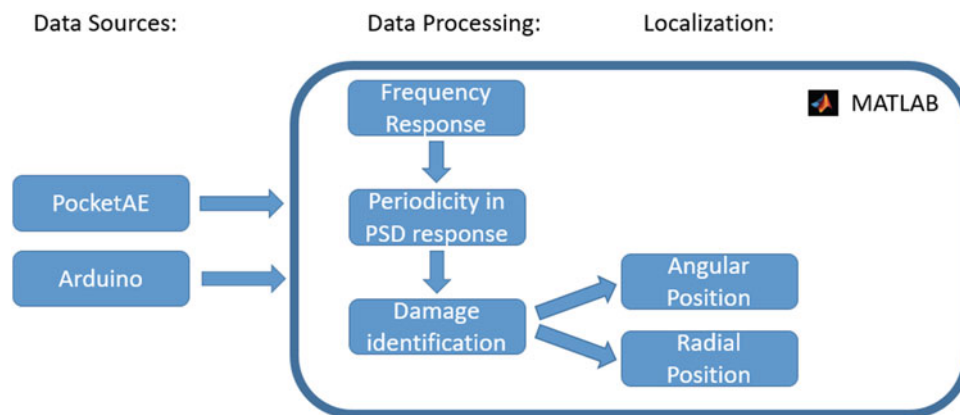 Data Sources:
Data Processing:
Localization:
Frequency
Response
MATLAB
PocketAE
Periodicity in
PSD response
Arduino
Damage
identification
Angular
Position
Radial
Position